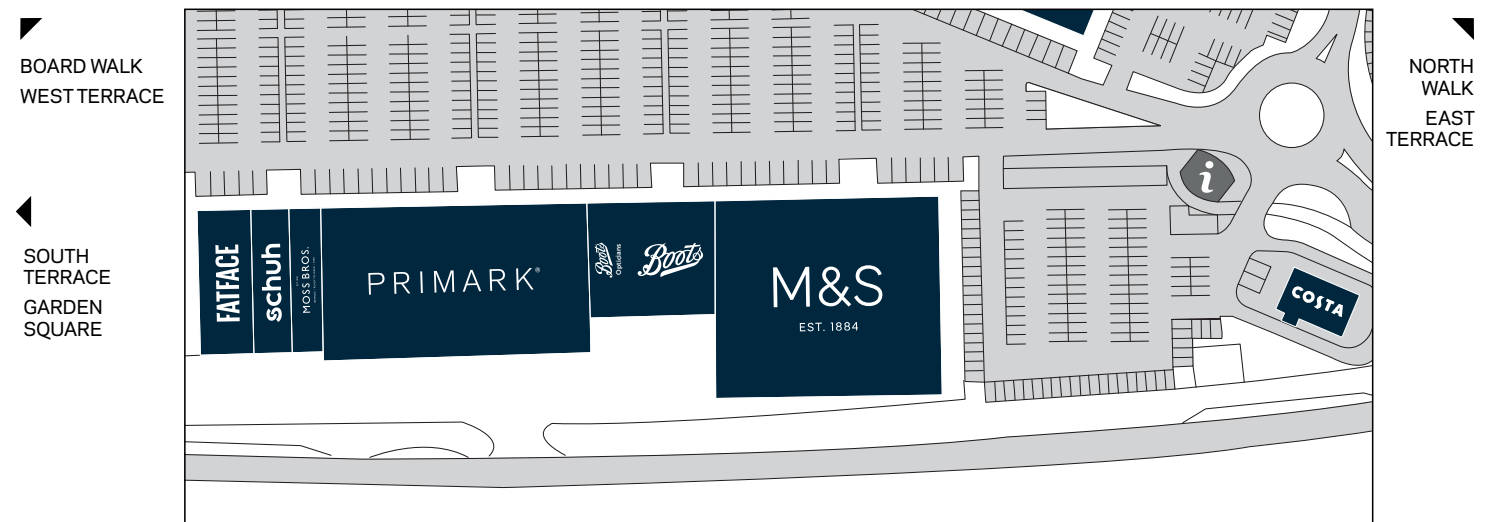 BOARD WALK
WEST TERRACE
SOUTH
TERRACE
GARDEN
SQUARE
FATFACE
schuh
MOSS BROS.
PRIMARK®
Boots
Opticians
Boots
M&S
EST. 1884
i
COSTA
NORTH
WALK
EAST
TERRACE